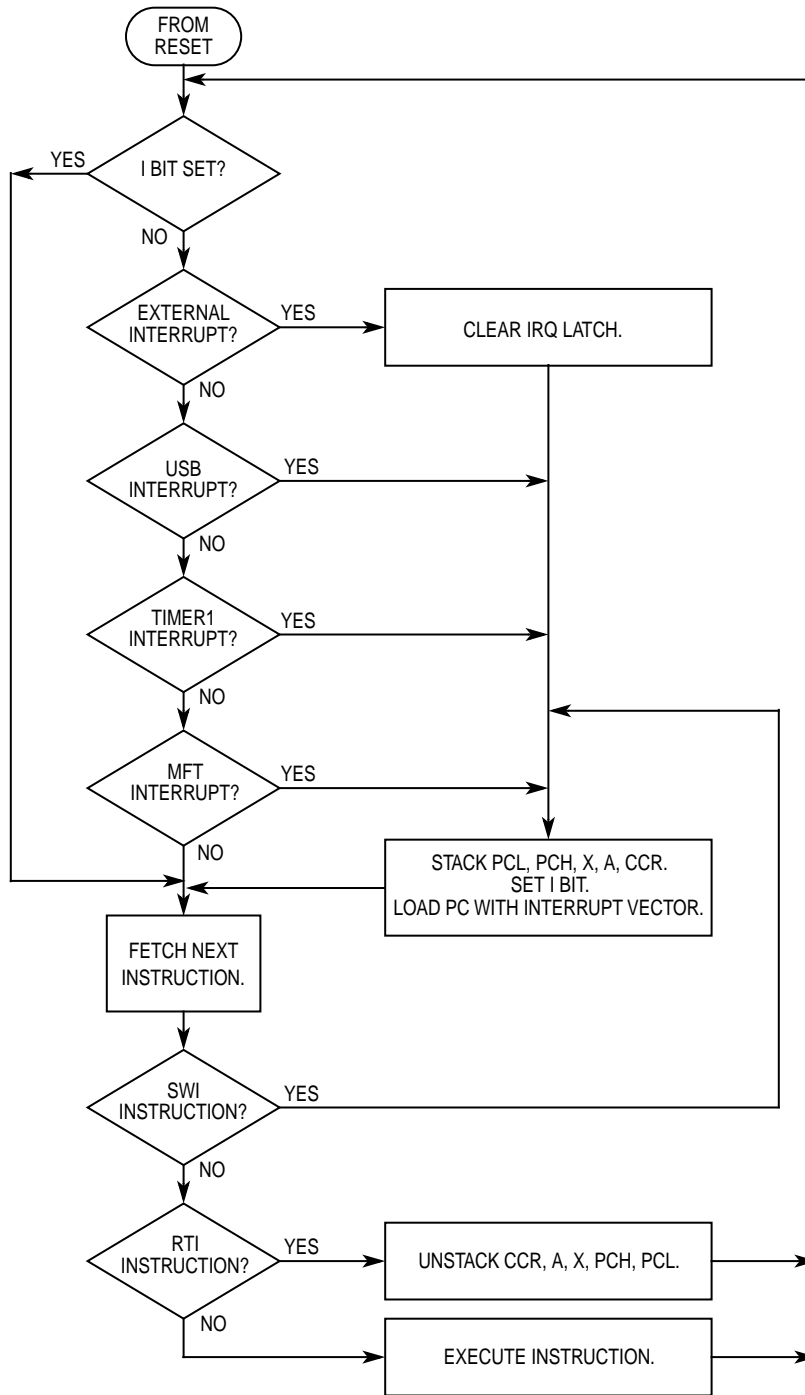 FROM
RESET
I BIT SET?
YES
NO
EXTERNAL
INTERRUPT?
YES
CLEAR IRQ LATCH.
NO
USB
INTERRUPT?
YES
NO
TIMER1
INTERRUPT?
YES
NO
MFT
INTERRUPT?
YES
NO
STACK PCL, PCH, X, A, CCR.
SET I BIT.
LOAD PC WITH INTERRUPT VECTOR.
FETCH NEXT
INSTRUCTION.
SWI
INSTRUCTION?
YES
NO
RTI
INSTRUCTION?
YES
UNSTACK CCR, A, X, PCH, PCL.
NO
EXECUTE INSTRUCTION.